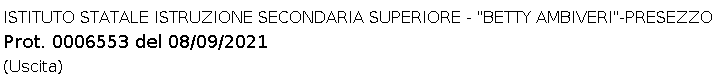 ISTITUTO STATALE ISTRUZIONE SECONDARIA SUPERIORE - "BETTY AMBIVERI"-PRESEZZO
Prot. 0006553 del 08/09/2021
(Uscita)